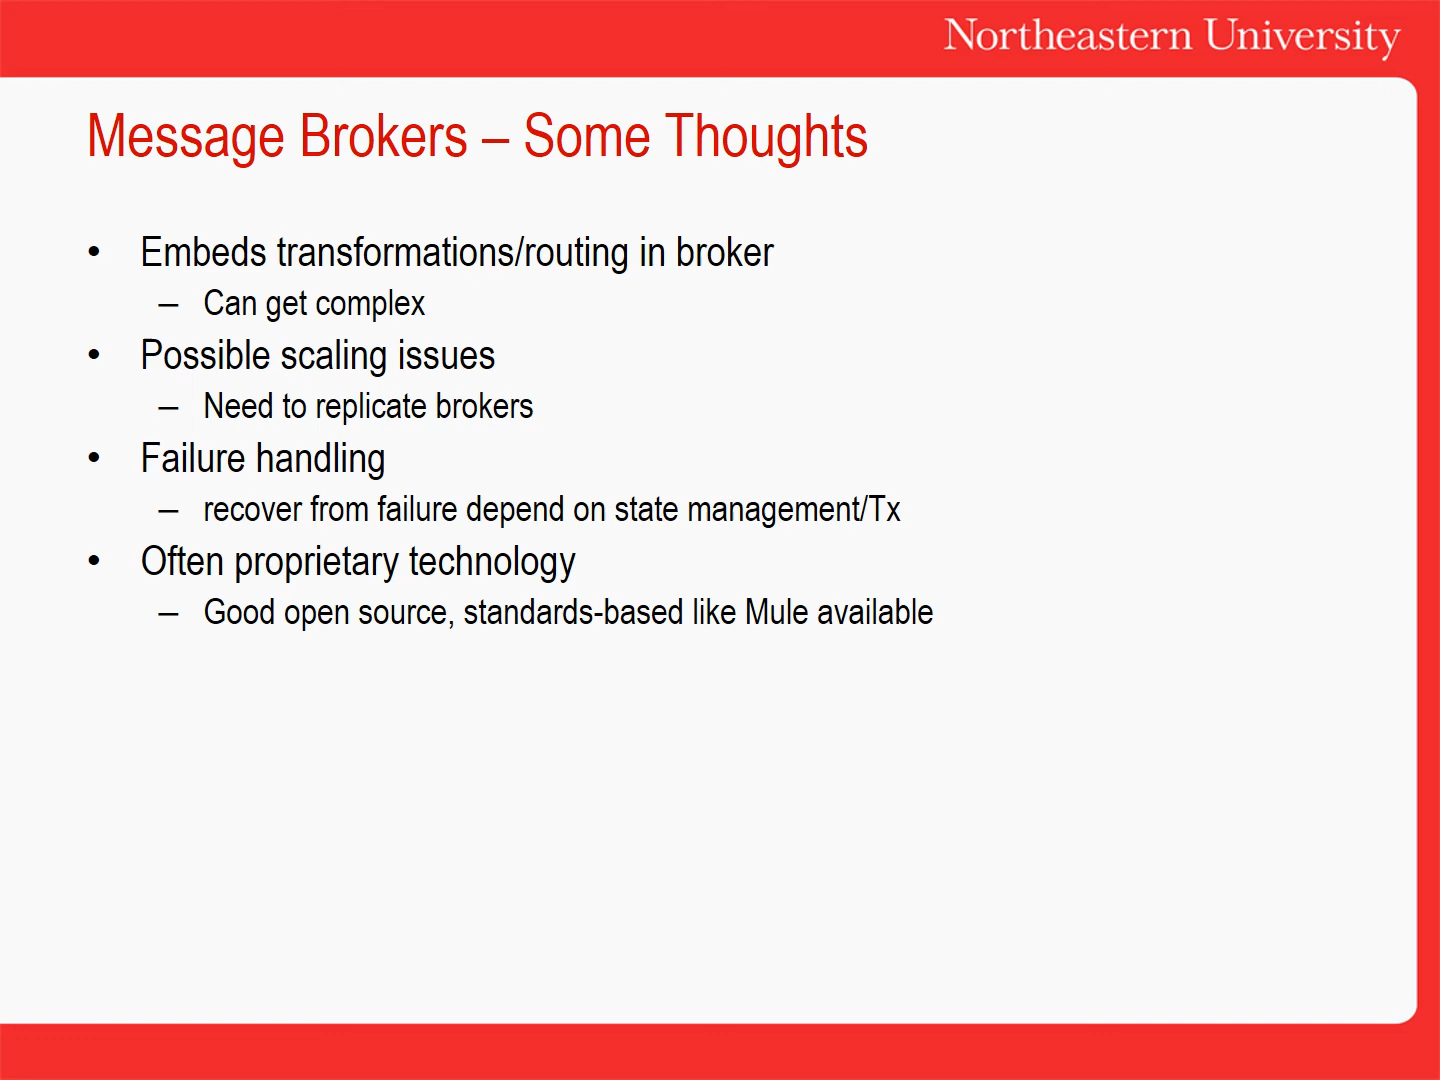 Northeastern University
Message Brokers – Some Thoughts
• Embeds transformations/routing in broker
– Can get complex
• Possible scaling issues
– Need to replicate brokers
• Failure handling
– recover from failure depend on state management/Tx
• Often proprietary technology
– Good open source, standards-based like Mule available